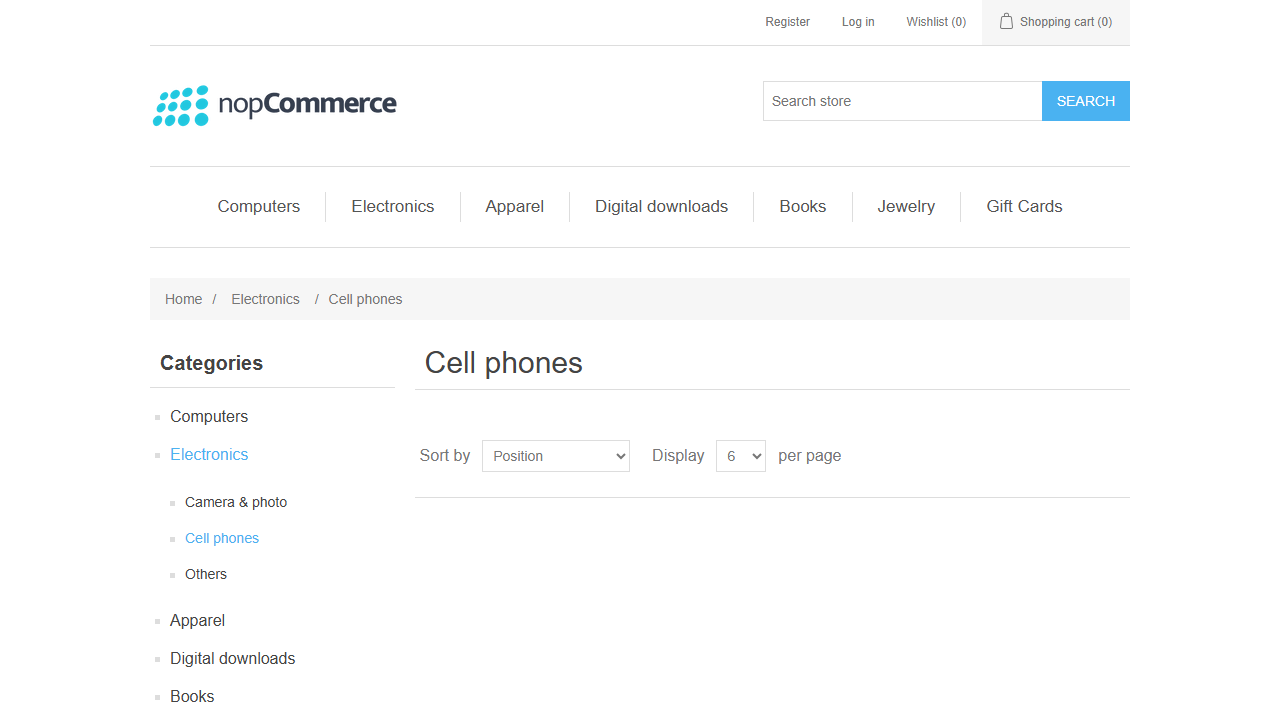 Register Log in Wishlist (0) Shopping cart (0)
nopCommerce
Search store SEARCH
Computers Electronics Apparel Digital downloads Books Jewelry Gift Cards
Home / Electronics / Cell phones
Categories
Computers
Electronics
Camera & photo
Cell phones
Others
Apparel
Digital downloads
Books
Cell phones
Sort by Position Display 6 per page